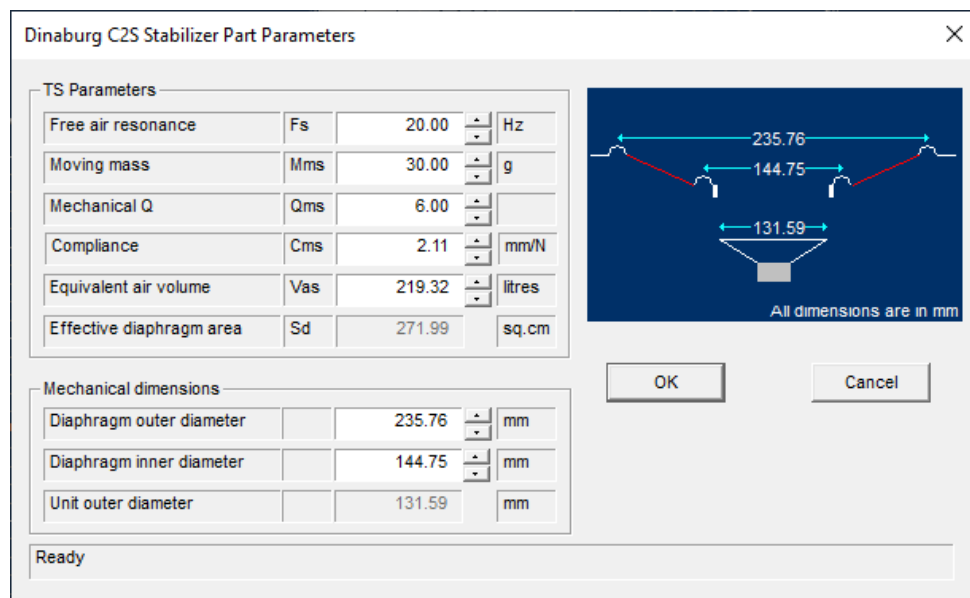 Dinaburg C2S Stabilizer Part Parameters
TS Parameters
Free air resonance Fs 20.00 Hz
Moving mass Mms 30.00 g
Mechanical Q Qms 6.00
Compliance Cms 2.11 mm/N
Equivalent air volume Vas 219.32 litres
Effective diaphragm area Sd 271.99 sq.cm
Mechanical dimensions
Diaphragm outer diameter 235.76 mm
Diaphragm inner diameter 144.75 mm
Unit outer diameter 131.59 mm
235.76
144.75
131.59
All dimensions are in mm
OK Cancel
Ready